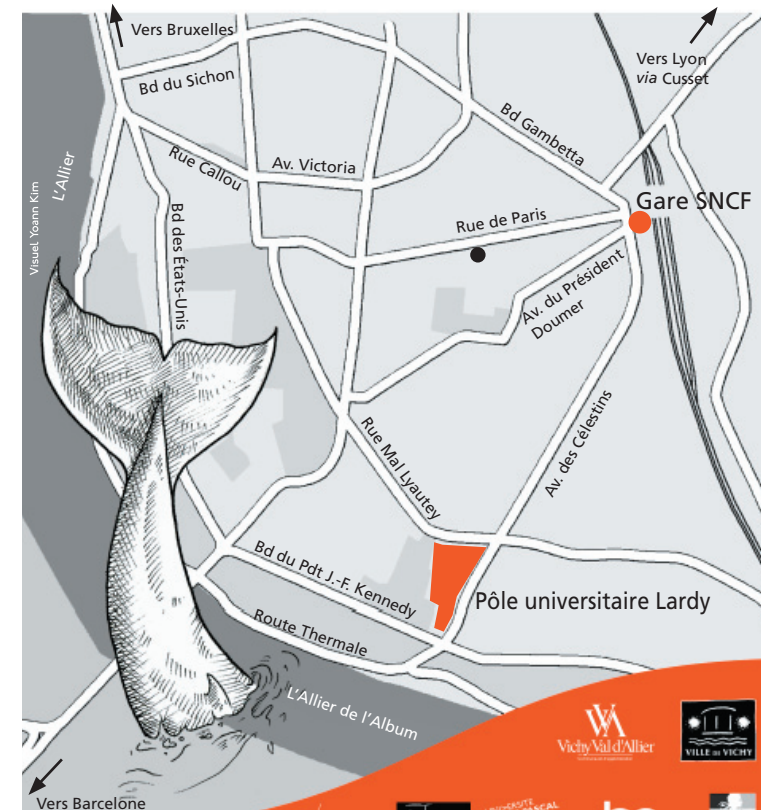 Vers Bruxelles
Vers Lyon
via Cusset
Bd du Sichon
Bd Gambetta
Rue Callou
Av. Victoria
L'Allier
Visuel Yoann Kim
Gare SNCF
Rue de Paris
Bd des États-Unis
Av. du Président
Doumer
Rue Mal Lyautey
Av. des Célestins
Bd du Pdt J.-F. Kennedy
Pôle universitaire Lardy
Route Thermale
L'Allier de l'Album
Vichy Val d'Allier
VILLE DE VICHY
Vers Barcelone